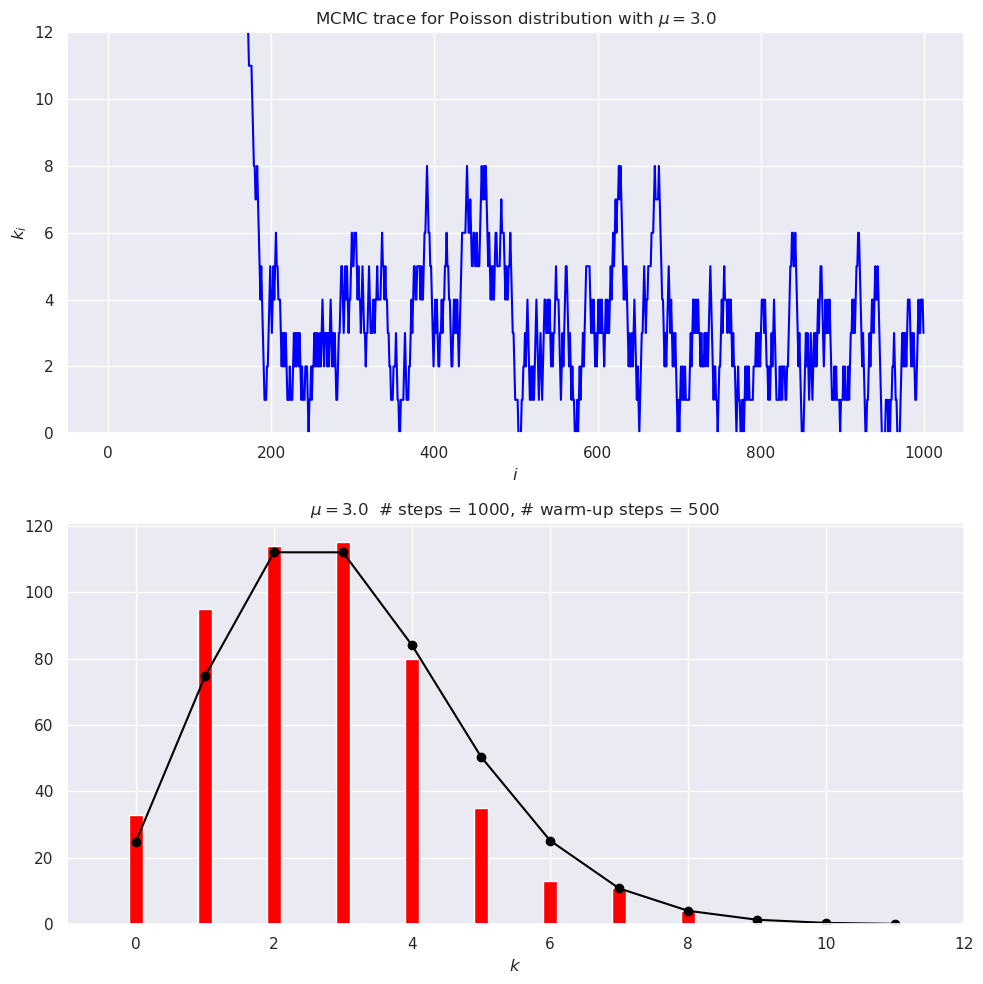 MCMC trace for Poisson distribution with μ = 3.0
12
10
8
6
4
2
0
k_i
0 200 400 600 800 1000
i
μ = 3.0 # steps = 1000, # warm-up steps = 500
120
100
80
60
40
20
0
0 2 4 6 8 10 12
k